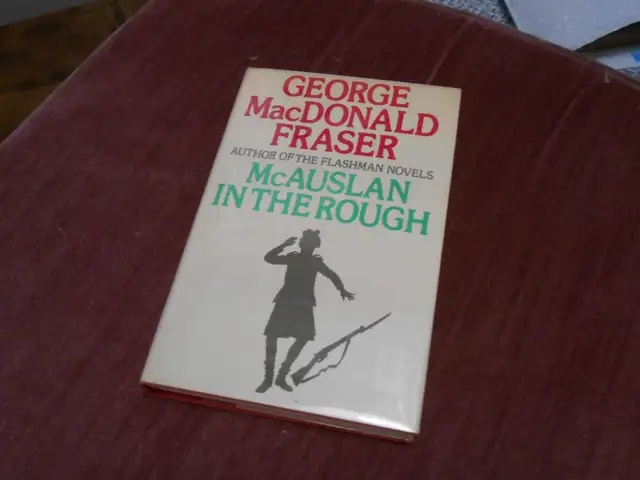 GEORGE
MacDONALD
FRASER
AUTHOR OF THE FLASHMAN NOVELS
McAUSLAN
IN THE ROUGH